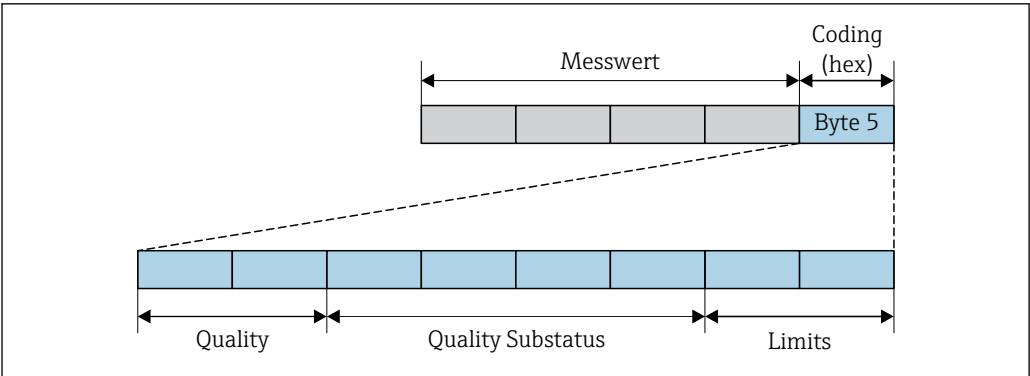 Coding
(hex)
Messwert
Byte 5
Quality
Quality Substatus
Limits